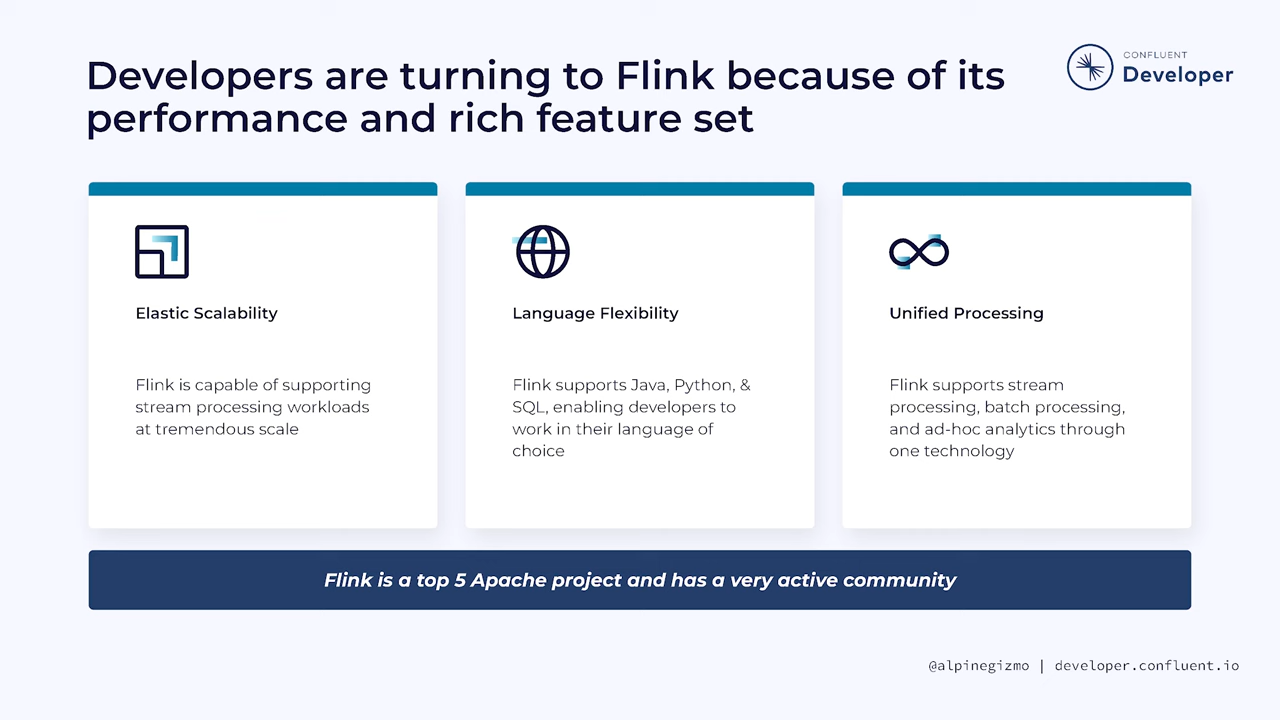 Developers are turning to Flink because of its
performance and rich feature set
CONFLUENT
Developer
Elastic Scalability
Flink is capable of supporting
stream processing workloads
at tremendous scale
Language Flexibility
Flink supports Java, Python, &
SQL, enabling developers to
work in their language of
choice
Unified Processing
Flink supports stream
processing, batch processing,
and ad-hoc analytics through
one technology
Flink is a top 5 Apache project and has a very active community
@alpinegizmo | developer.confluent.io